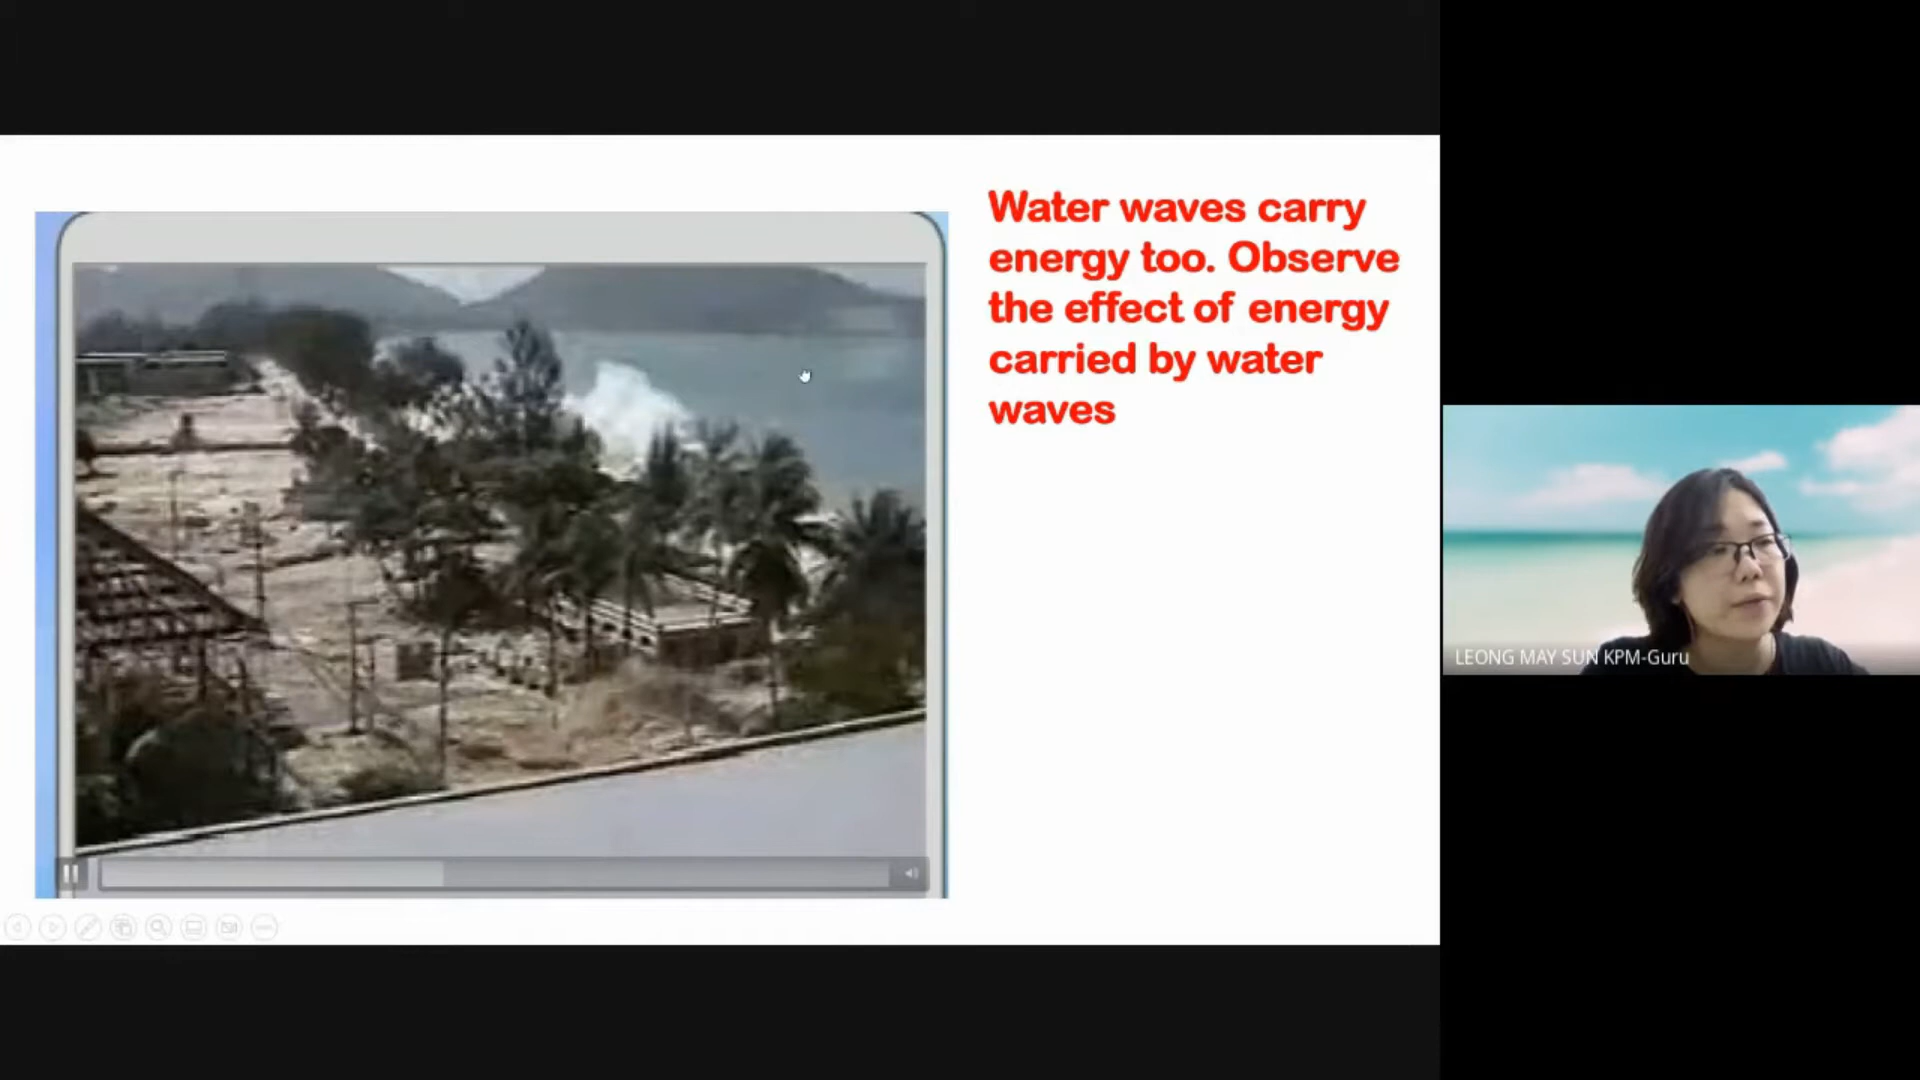 Water waves carry
energy too. Observe
the effect of energy
carried by water
waves
LEONG MAY SUN KPM-Guru